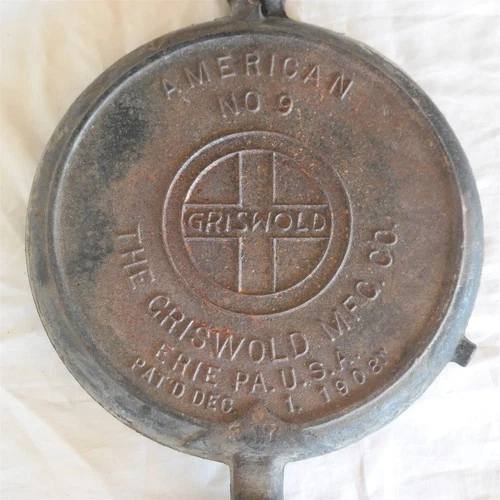 AMERICAN
NO 9
GRISWOLD
THE GRISWOLD MFG. CO.
ERIE PA. U.S.A.
PAT'D DEC. 1. 1908